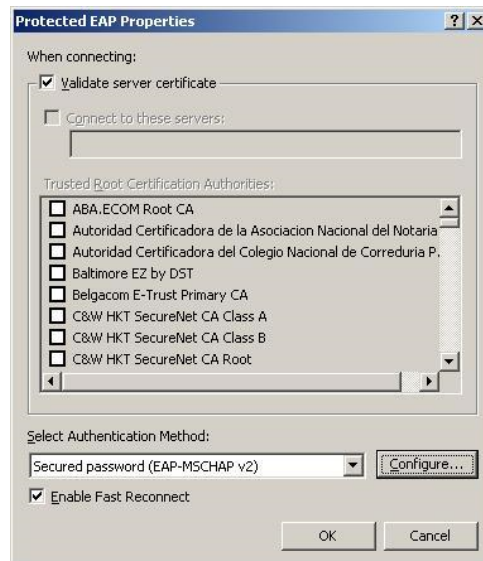 Protected EAP Properties
When connecting:
Validate server certificate
Connect to these servers:
Trusted Root Certification Authorities:
ABA.ECOM Root CA
Autoridad Certificadora de la Asociacion Nacional del Notaria
Autoridad Certificadora del Colegio Nacional de Correduria P.
Baltimore EZ by DST
Belgacom E-Trust Primary CA
C&W HKT SecureNet CA Class A
C&W HKT SecureNet CA Class B
C&W HKT SecureNet CA Root
Select Authentication Method:
Secured password (EAP-MSCHAP v2)
Configure...
Enable Fast Reconnect
OK Cancel